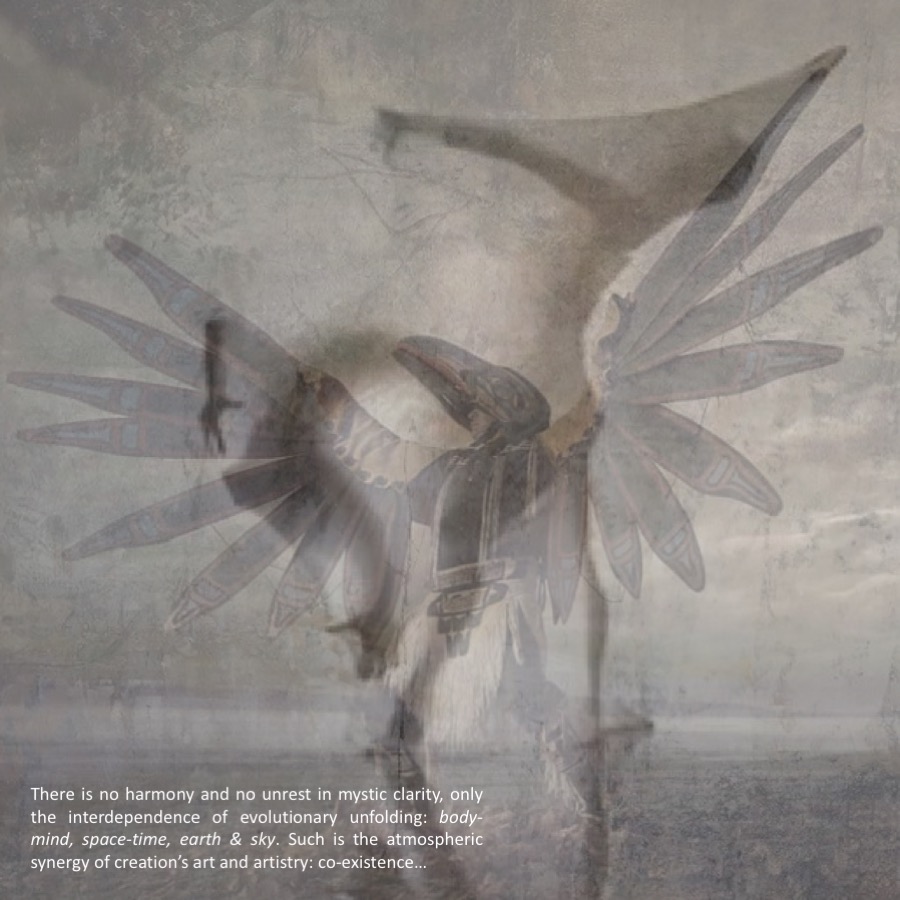 There is no harmony and no unrest in mystic clarity, only
the interdependence of evolutionary unfolding: body-
mind, space-time, earth & sky. Such is the atmospheric
synergy of creation’s art and artistry: co-existence...